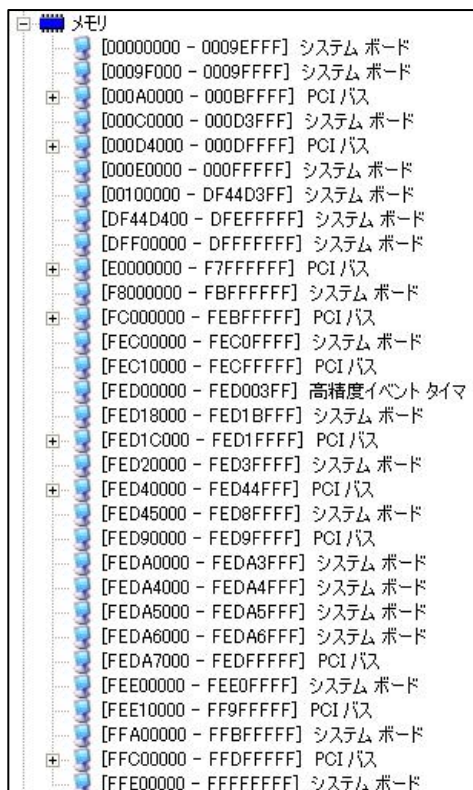 メモリ
[00000000 - 0009EFFF] システム ボード
[0009F000 - 0009FFFF] システム ボード
[000A0000 - 000BFFFF] PCI バス
[000C0000 - 000D3FFF] システム ボード
[000D4000 - 000DFFFF] PCI バス
[000E0000 - 000FFFFF] システム ボード
[00100000 - DF44D3FF] システム ボード
[DF44D400 - DFEFFFFF] システム ボード
[DFF00000 - DFFFFFFF] システム ボード
[E0000000 - F7FFFFFF] PCI バス
[F8000000 - FBFFFFFF] システム ボード
[FC000000 - FEBFFFFF] PCI バス
[FEC00000 - FEC0FFFF] システム ボード
[FEC10000 - FECFFFFF] PCI バス
[FED00000 - FED003FF] 高精度イベント タイマ
[FED18000 - FED1BFFF] システム ボード
[FED1C000 - FED1FFFF] PCI バス
[FED20000 - FED3FFFF] システム ボード
[FED40000 - FED44FFF] PCI バス
[FED45000 - FED8FFFF] システム ボード
[FED90000 - FED9FFFF] PCI バス
[FEDA0000 - FEDA3FFF] システム ボード
[FEDA4000 - FEDA4FFF] システム ボード
[FEDA5000 - FEDA5FFF] システム ボード
[FEDA6000 - FEDA6FFF] システム ボード
[FEDA7000 - FEDFFFFF] PCI バス
[FEE00000 - FEE0FFFF] システム ボード
[FEE10000 - FF9FFFFF] PCI バス
[FFA00000 - FFBFFFFF] システム ボード
[FFC00000 - FFDFFFFF] PCI バス
[FFE00000 - FFFFFFFF] システム ボード